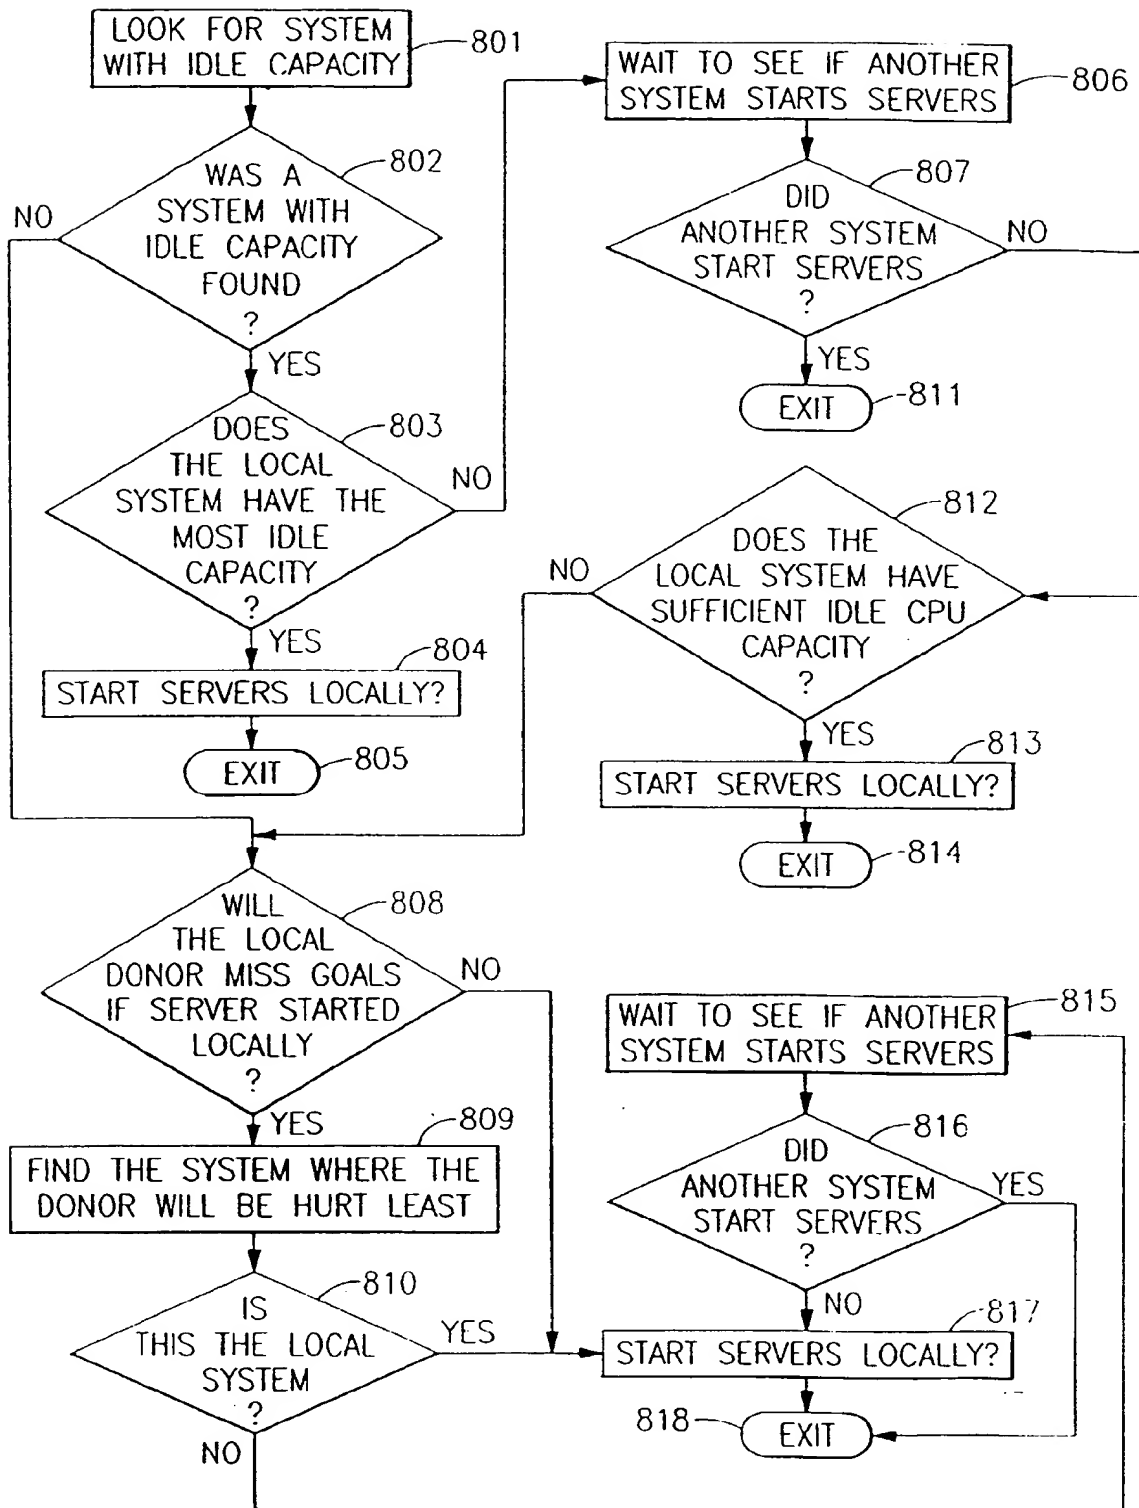 LOOK FOR SYSTEM
WITH IDLE CAPACITY
801
WAS A
SYSTEM WITH
IDLE CAPACITY
FOUND
?
802
NO
YES
DOES
THE LOCAL
SYSTEM HAVE THE
MOST IDLE
CAPACITY
?
803
NO
YES
START SERVERS LOCALLY?
804
EXIT
805
WAIT TO SEE IF ANOTHER
SYSTEM STARTS SERVERS
806
DID
ANOTHER SYSTEM
START SERVERS
?
807
NO
YES
EXIT
811
DOES THE
LOCAL SYSTEM HAVE
SUFFICIENT IDLE CPU
CAPACITY
?
812
NO
YES
START SERVERS LOCALLY?
813
EXIT
814
WILL
THE LOCAL
DONOR MISS GOALS
IF SERVER STARTED
LOCALLY
?
808
NO
YES
FIND THE SYSTEM WHERE THE
DONOR WILL BE HURT LEAST
809
IS
THIS THE LOCAL
SYSTEM
?
810
YES
NO
WAIT TO SEE IF ANOTHER
SYSTEM STARTS SERVERS
815
DID
ANOTHER SYSTEM
START SERVERS
?
816
YES
NO
START SERVERS LOCALLY?
817
EXIT
818